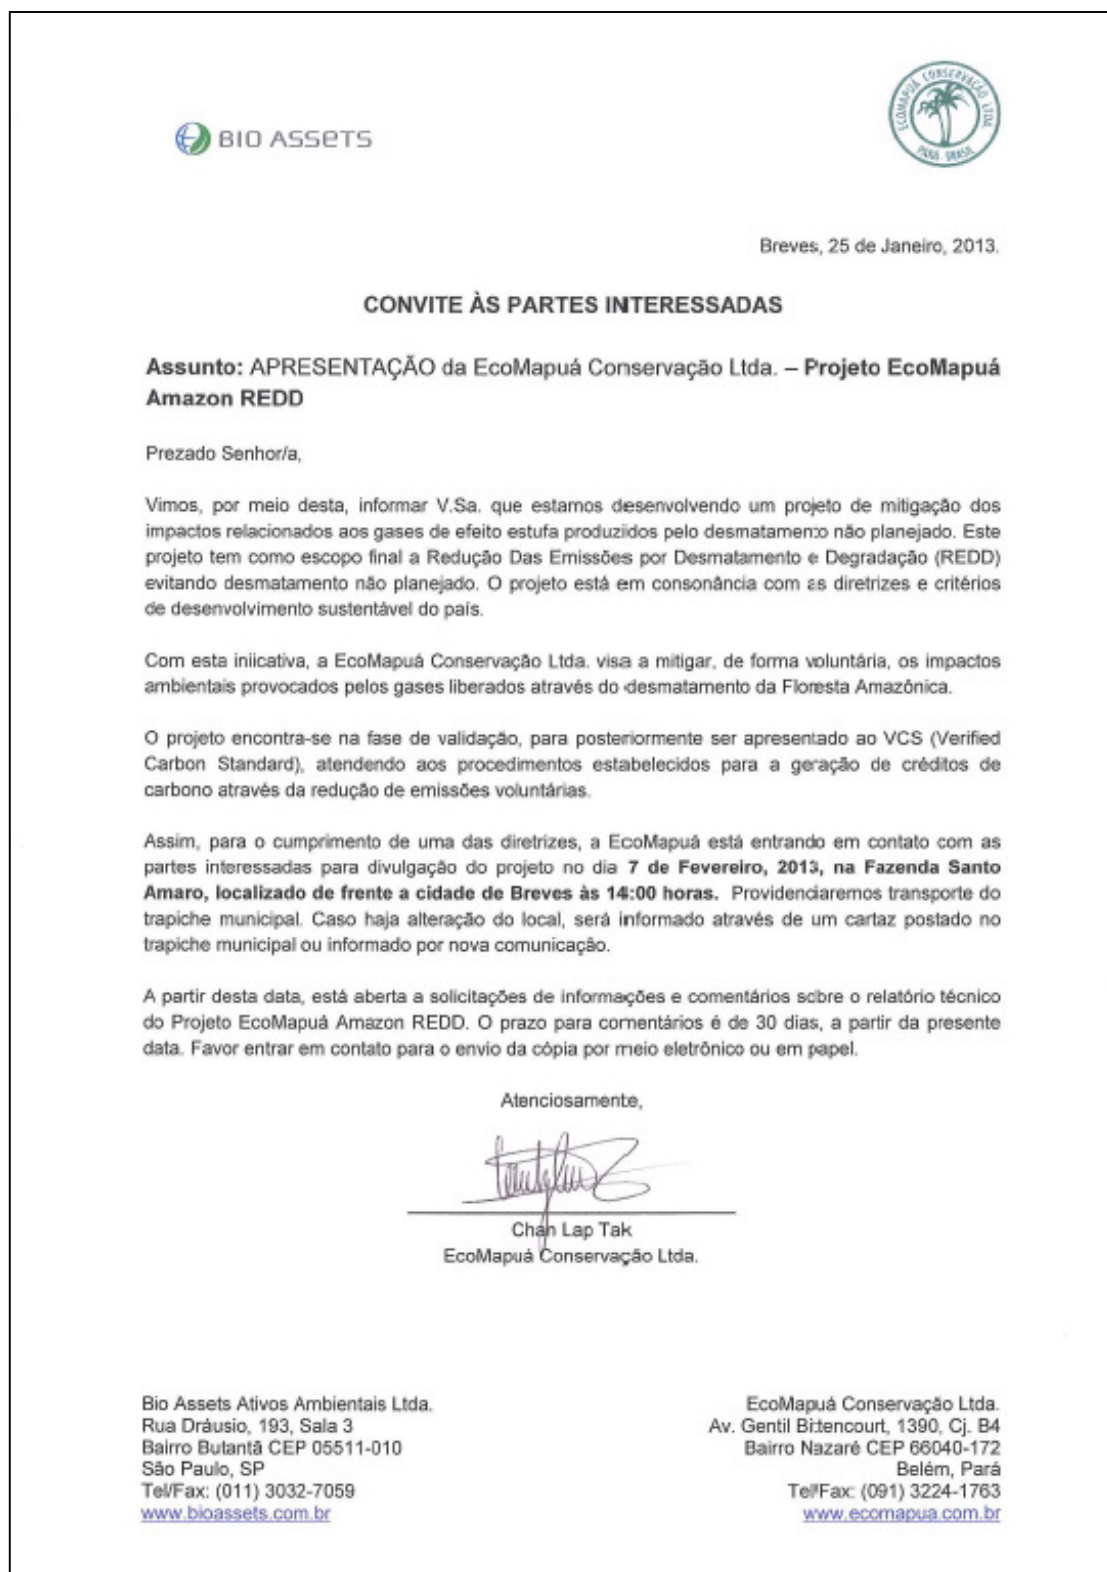 BIO ASSETS
ECOMAPUÁ CONSERVAÇÃO LTDA
PARÁ - BRASIL
Breves, 25 de Janeiro, 2013.
CONVITE ÀS PARTES INTERESSADAS
Assunto: APRESENTAÇÃO da EcoMapuá Conservação Ltda. – Projeto EcoMapuá
Amazon REDD
Prezado Senhor/a,
Vimos, por meio desta, informar V.Sa. que estamos desenvolvendo um projeto de mitigação dos
impactos relacionados aos gases de efeito estufa produzidos pelo desmatamento não planejado. Este
projeto tem como escopo final a Redução Das Emissões por Desmatamento e Degradação (REDD)
evitando desmatamento não planejado. O projeto está em consonância com as diretrizes e critérios
de desenvolvimento sustentável do país.
Com esta iniicativa, a EcoMapuá Conservação Ltda. visa a mitigar, de forma voluntária, os impactos
ambientais provocados pelos gases liberados através do desmatamento da Floresta Amazônica.
O projeto encontra-se na fase de validação, para posteriormente ser apresentado ao VCS (Verified
Carbon Standard), atendendo aos procedimentos estabelecidos para a geração de créditos de
carbono através da redução de emissões voluntárias.
Assim, para o cumprimento de uma das diretrizes, a EcoMapuá está entrando em contato com as
partes interessadas para divulgação do projeto no dia 7 de Fevereiro, 2013, na Fazenda Santo
Amaro, localizado de frente a cidade de Breves às 14:00 horas. Providenciaremos transporte do
trapiche municipal. Caso haja alteração do local, será informado através de um cartaz postado no
trapiche municipal ou informado por nova comunicação.
A partir desta data, está aberta a solicitações de informações e comentários sobre o relatório técnico
do Projeto EcoMapuá Amazon REDD. O prazo para comentários é de 30 dias, a partir da presente
data. Favor entrar em contato para o envio da cópia por meio eletrônico ou em papel.
Atenciosamente,
Chan Lap Tak
EcoMapuá Conservação Ltda.
Bio Assets Ativos Ambientais Ltda.
Rua Dráusio, 193, Sala 3
Bairro Butantã CEP 05511-010
São Paulo, SP
Tel/Fax: (011) 3032-7059
www.bioassets.com.br
EcoMapuá Conservação Ltda.
Av. Gentil Bittencourt, 1390, Cj. B4
Bairro Nazaré CEP 66040-172
Belém, Pará
Tel/Fax: (091) 3224-1763
www.ecomapua.com.br